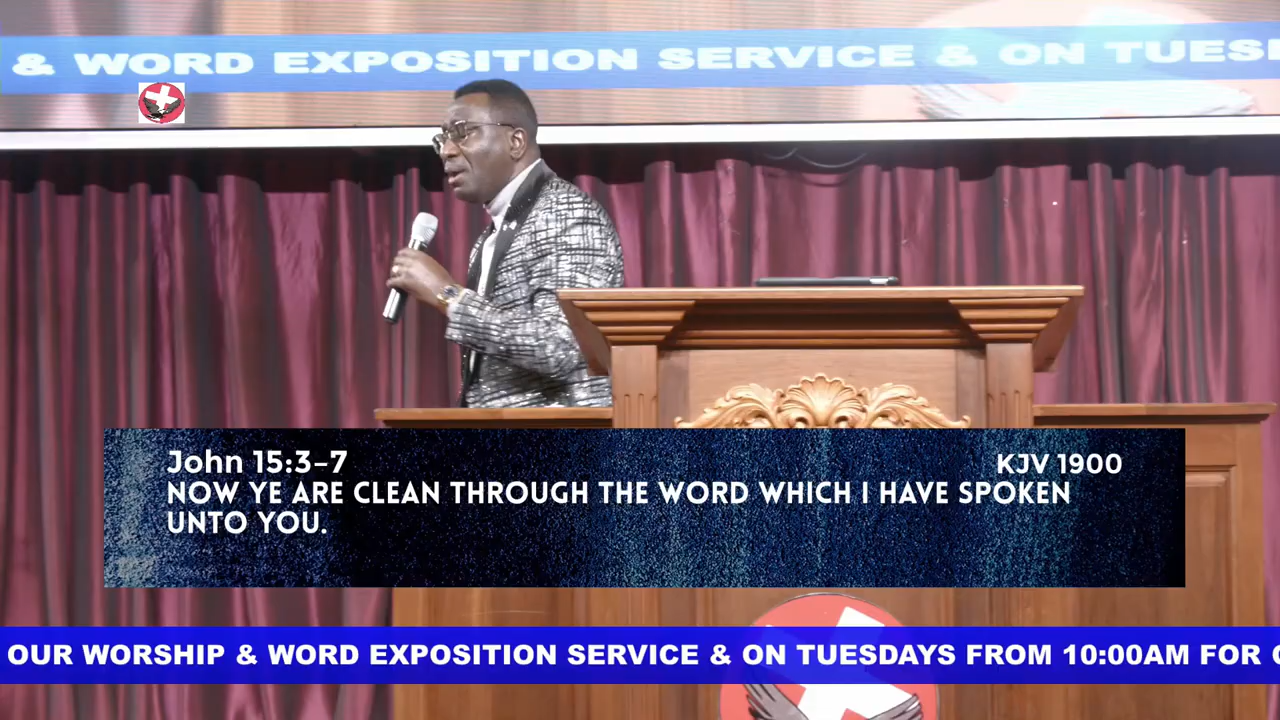 & WORD EXPOSITION SERVICE & ON TUES
John 15:3-7
KJV 1900
NOW YE ARE CLEAN THROUGH THE WORD WHICH I HAVE SPOKEN
UNTO YOU.
OUR WORSHIP & WORD EXPOSITION SERVICE & ON TUESDAYS FROM 10:00AM FOR